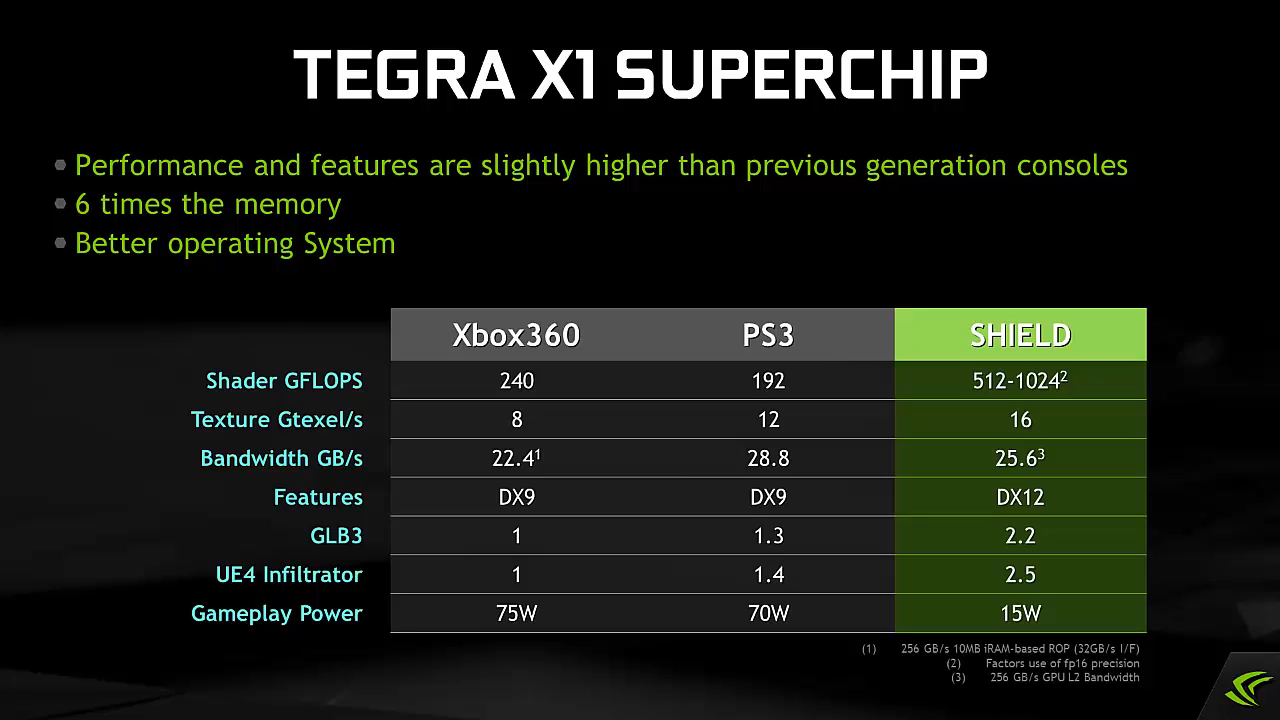 TEGRA X1 SUPERCHIP
Performance and features are slightly higher than previous generation consoles
6 times the memory
Better operating System
Xbox360 PS3 SHIELD
Shader GFLOPS 240 192 512-1024²
Texture Gtexel/s 8 12 16
Bandwidth GB/s 22.4¹ 28.8 25.6³
Features DX9 DX9 DX12
GLB3 1 1.3 2.2
UE4 Infiltrator 1 1.4 2.5
Gameplay Power 75W 70W 15W
(1) 256 GB/s 10MB iRAM-based ROP (32GB/s I/F)
(2) Factors use of fp16 precision
(3) 256 GB/s GPU L2 Bandwidth